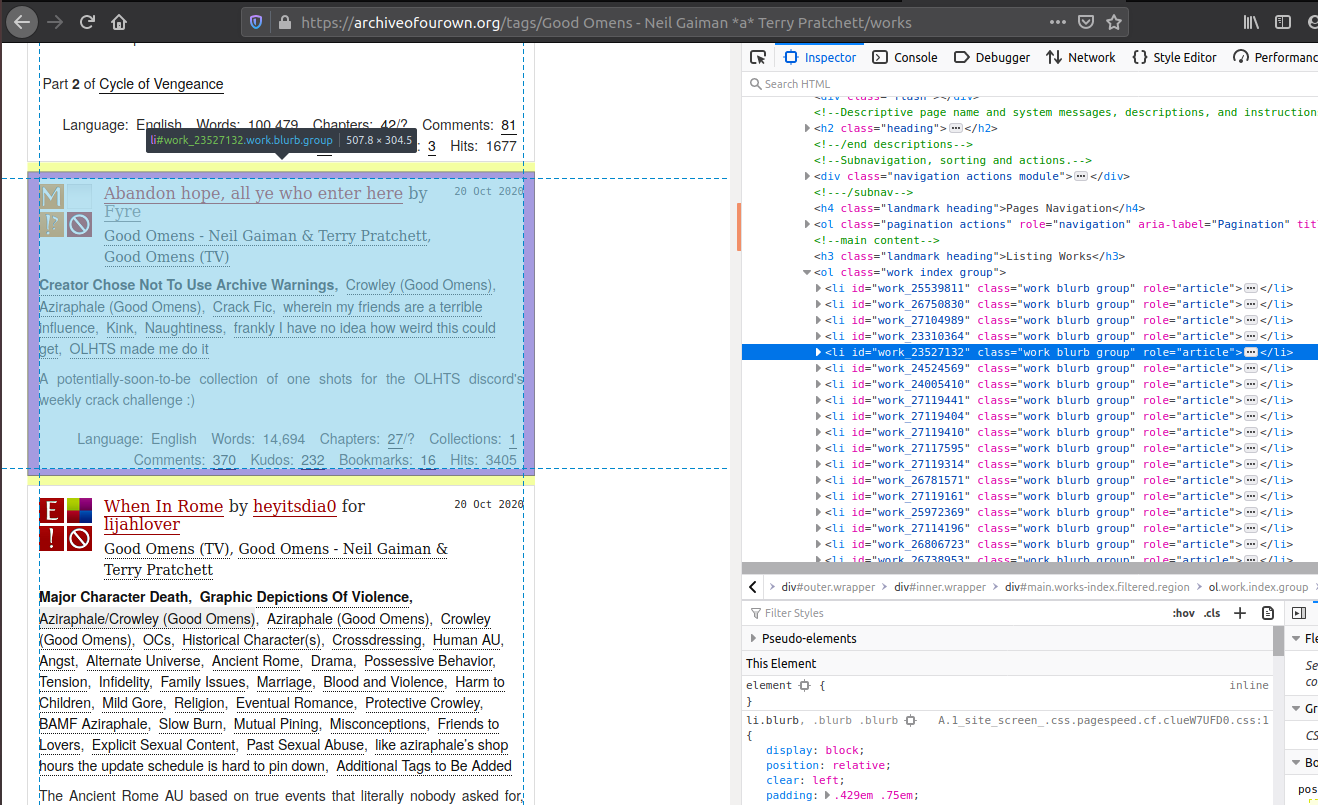 https://archiveofourown.org/tags/Good Omens - Neil Gaiman *a* Terry Pratchett/works
Part 2 of Cycle of Vengeance
Language: English Words: 100,479 Chapters: 42/? Comments: 81
3 Hits: 1677
li#work_23527132.work.blurb.group 507.8 × 304.5
Abandon hope, all ye who enter here by
Fyre
20 Oct 2020
Good Omens - Neil Gaiman & Terry Pratchett,
Good Omens (TV)
Creator Chose Not To Use Archive Warnings, Crowley (Good Omens),
Aziraphale (Good Omens), Crack Fic, wherein my friends are a terrible
influence, Kink, Naughtiness, frankly I have no idea how weird this could
get, OLHTS made me do it
A potentially-soon-to-be collection of one shots for the OLHTS discord's
weekly crack challenge :)
Language: English Words: 14,694 Chapters: 27/? Collections: 1
Comments: 370 Kudos: 232 Bookmarks: 16 Hits: 3405
When In Rome by heyitsdia0 for
lijahlover
20 Oct 2020
Good Omens (TV), Good Omens - Neil Gaiman &
Terry Pratchett
Major Character Death, Graphic Depictions Of Violence,
Aziraphale/Crowley (Good Omens), Aziraphale (Good Omens), Crowley
(Good Omens), OCs, Historical Character(s), Crossdressing, Human AU,
Angst, Alternate Universe, Ancient Rome, Drama, Possessive Behavior,
Tension, Infidelity, Family Issues, Marriage, Blood and Violence, Harm to
Children, Mild Gore, Religion, Eventual Romance, Protective Crowley,
BAMF Aziraphale, Slow Burn, Mutual Pining, Misconceptions, Friends to
Lovers, Explicit Sexual Content, Past Sexual Abuse, like aziraphale's shop
hours the update schedule is hard to pin down, Additional Tags to Be Added
The Ancient Rome AU based on true events that literally nobody asked for,
Inspector Console Debugger Network Style Editor Performanc
Search HTML
<div class="flash"></div>
<!--Descriptive page name and system messages, descriptions, and instructions
<h2 class="heading">…</h2>
<!--/end descriptions-->
<!--Subnavigation, sorting and actions.-->
<div class="navigation actions module">…</div>
<!---/subnav-->
<h4 class="landmark heading">Pages Navigation</h4>
<ol class="pagination actions" role="navigation" aria-label="Pagination" tit
<!--main content-->
<h3 class="landmark heading">Listing Works</h3>
<ol class="work index group">
<li id="work_25539811" class="work blurb group" role="article">…</li>
<li id="work_26750830" class="work blurb group" role="article">…</li>
<li id="work_27104989" class="work blurb group" role="article">…</li>
<li id="work_23310364" class="work blurb group" role="article">…</li>
<li id="work_23527132" class="work blurb group" role="article">…</li>
<li id="work_24524569" class="work blurb group" role="article">…</li>
<li id="work_24005410" class="work blurb group" role="article">…</li>
<li id="work_27119441" class="work blurb group" role="article">…</li>
<li id="work_27119404" class="work blurb group" role="article">…</li>
<li id="work_27119410" class="work blurb group" role="article">…</li>
<li id="work_27117595" class="work blurb group" role="article">…</li>
<li id="work_27119314" class="work blurb group" role="article">…</li>
<li id="work_26781571" class="work blurb group" role="article">…</li>
<li id="work_27119161" class="work blurb group" role="article">…</li>
<li id="work_25972369" class="work blurb group" role="article">…</li>
<li id="work_27114196" class="work blurb group" role="article">…</li>
<li id="work_26806723" class="work blurb group" role="article">…</li>
<li id="work_26738953" class="work blurb group" role="article">…</li>
div#outer.wrapper div#inner.wrapper div#main.works-index.filtered.region ol.work.index.group
Filter Styles :hov .cls +
Pseudo-elements
This Element
element { inline
}
li.blurb, .blurb .blurb A.1_site_screen_.css.pagespeed.cf.clueW7UFD0.css:1
{
display: block;
position: relative;
clear: left;
padding: .429em .75em;
Fle
Se
co
Gr
CS
Bo
pos